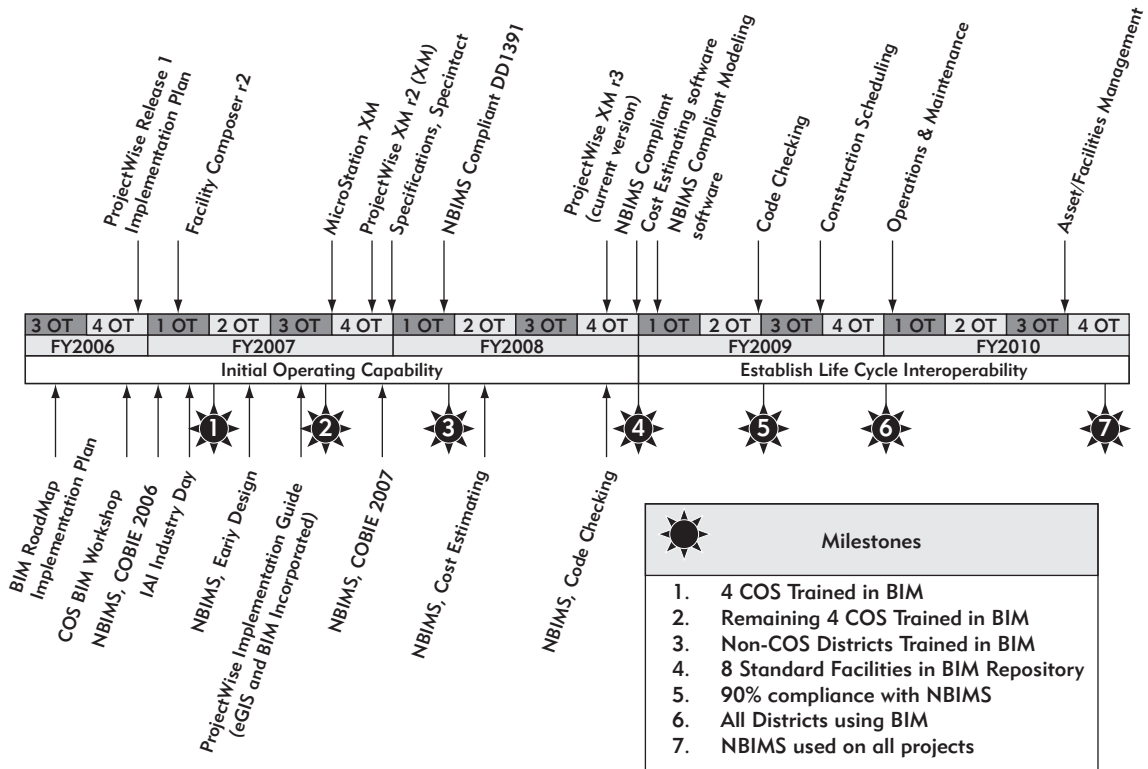 ProjectWise Release 1
Implementation Plan
Facility Composer r2
MicroStation XM
ProjectWise XM r2 (XM)
Specifications, Specintact
NBIMS Compliant DD1391
ProjectWise XM r3
(current version)
NBIMS Compliant
Cost Estimating software
NBIMS Compliant Modeling
software
Code Checking
Construction Scheduling
Operations & Maintenance
Asset/Facilities Management
3 OT 4 OT 1 OT 2 OT 3 OT 4 OT 1 OT 2 OT 3 OT 4 OT 1 OT 2 OT 3 OT 4 OT 1 OT 2 OT 3 OT 4 OT
FY2006 FY2007 FY2008 FY2009 FY2010
Initial Operating Capability Establish Life Cycle Interoperability
1 2 3 4 5 6 7
BIM RoadMap
Implementation Plan
COS BIM Workshop
NBIMS, COBIE 2006
IAI Industry Day
NBIMS, Early Design
ProjectWise Implementation Guide
(eGIS and BIM Incorporated)
NBIMS, COBIE 2007
NBIMS, Cost Estimating
NBIMS, Code Checking
Milestones
1. 4 COS Trained in BIM
2. Remaining 4 COS Trained in BIM
3. Non-COS Districts Trained in BIM
4. 8 Standard Facilities in BIM Repository
5. 90% compliance with NBIMS
6. All Districts using BIM
7. NBIMS used on all projects